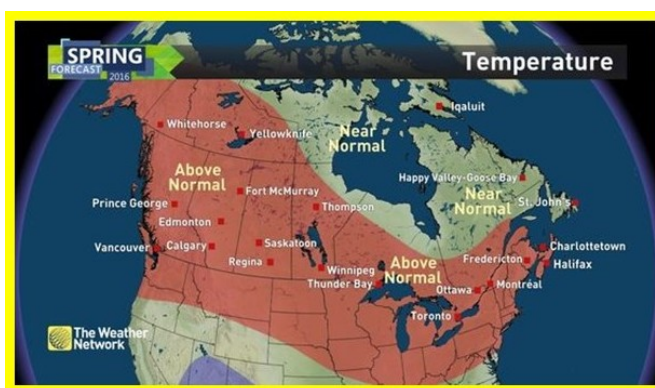 SPRING
FORECAST
2016
Temperature
Iqaluit
Whitehorse
Yellowknife
Near
Normal
Above
Normal
Happy Valley-Goose Bay
Fort McMurray
Near
Normal
St. John's
Prince George
Thompson
Edmonton
Vancouver
Calgary
Saskatoon
Charlottetown
Regina
Winnipeg
Above
Normal
Fredericton
Halifax
Thunder Bay
Ottawa
Montréal
Toronto
The Weather
Network